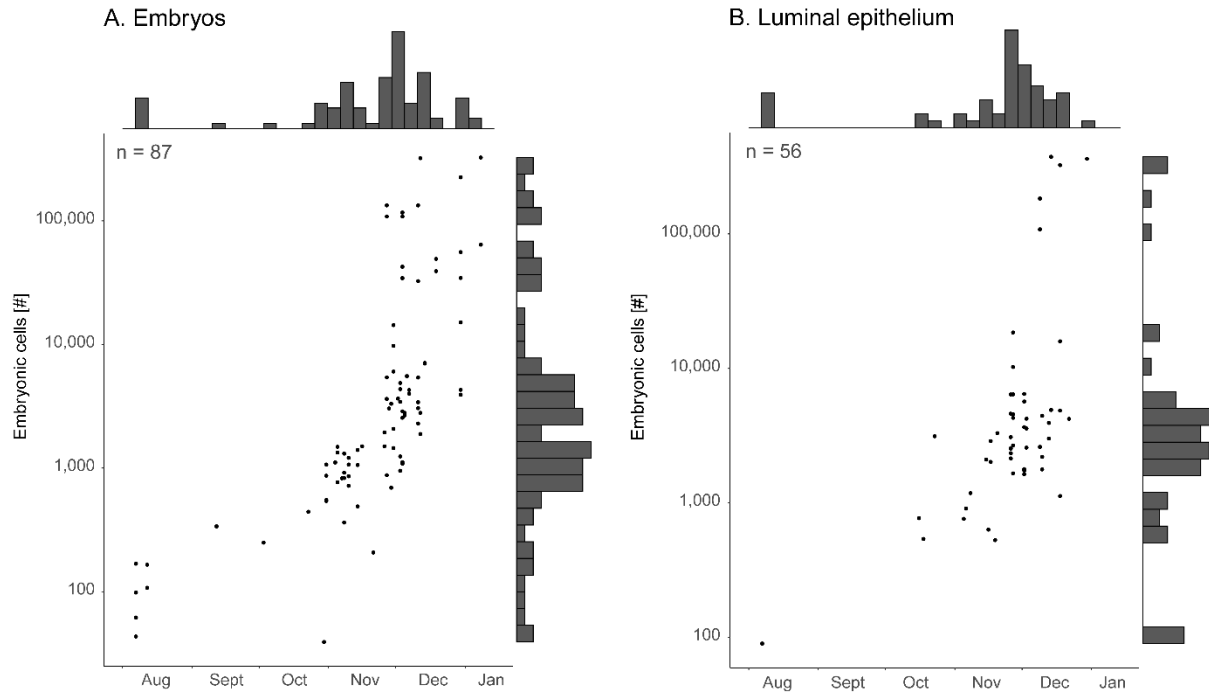 A. Embryos
n = 87
Embryonic cells [#]
100,000
10,000
1,000
100
Aug Sept Oct Nov Dec Jan
B. Luminal epithelium
n = 56
Embryonic cells [#]
100,000
10,000
1,000
100
Aug Sept Oct Nov Dec Jan